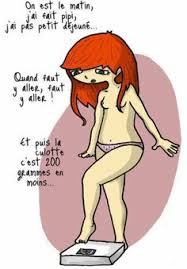 On est le matin,
j'ai fait pipi,
j'ai pas petit déjeuné...
Quand faut
y aller, faut
y aller !
Et puis la
culotte
c'est 200
grammes en
moins...